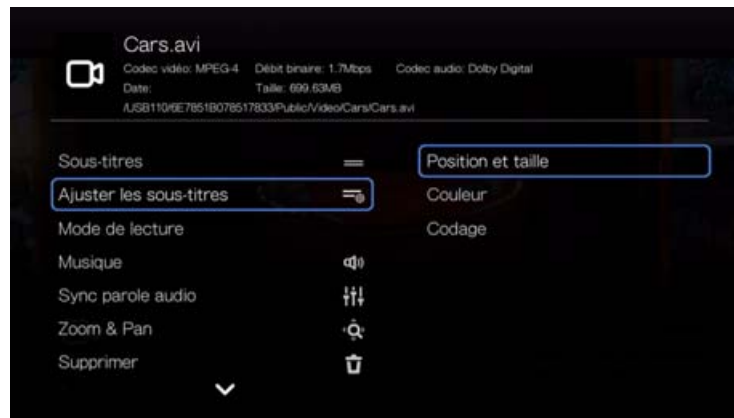 Cars.avi
Codec vidéo: MPEG-4 Débit binaire: 1.7Mbps Codec audio: Dolby Digital
Date: Taille: 699.63MB
/USB110/6E7851B078517833/Public/Video/Cars/Cars.avi
Sous-titres
Position et taille
Ajuster les sous-titres
Couleur
Mode de lecture
Codage
Musique
Sync parole audio
Zoom & Pan
Supprimer